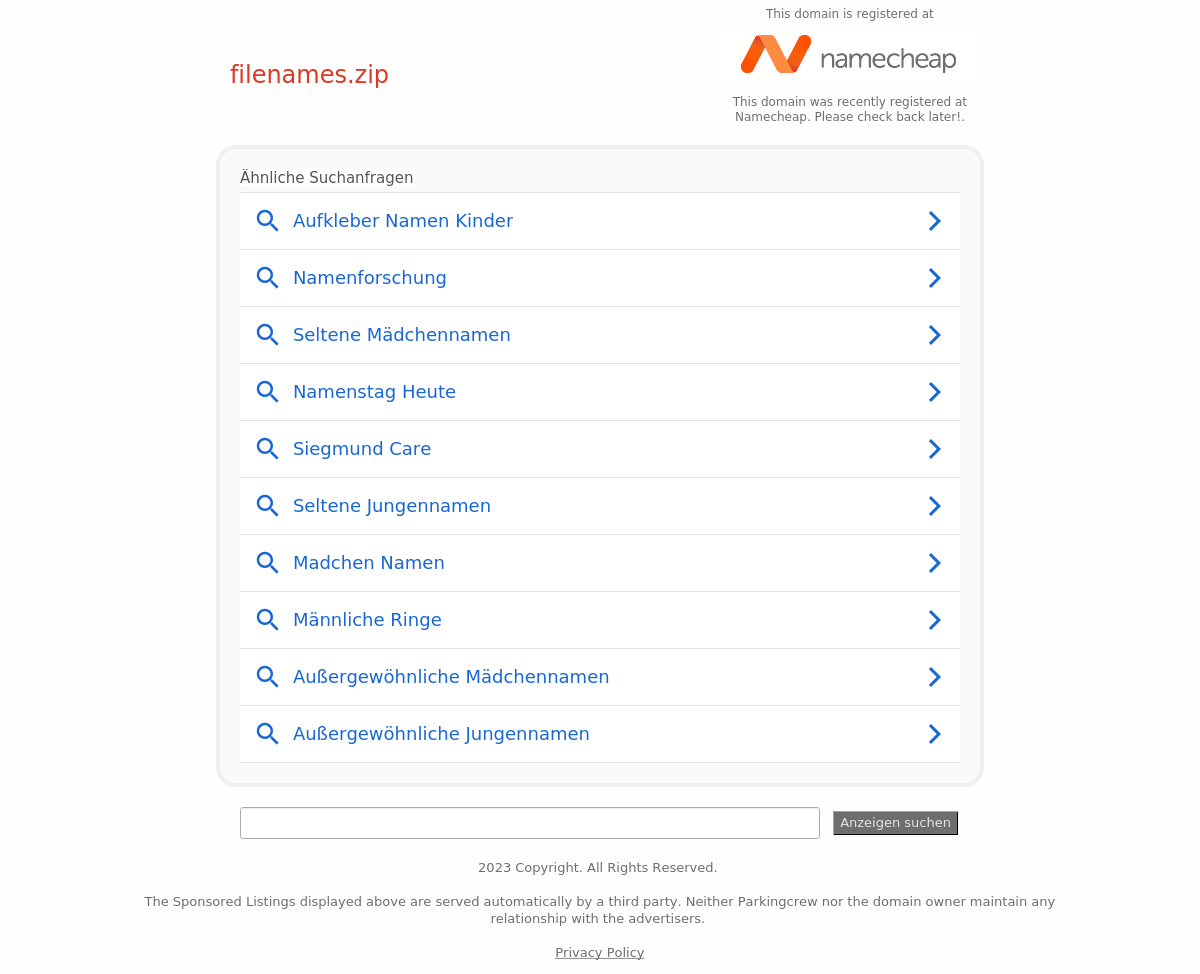 This domain is registered at
namecheap
filenames.zip
This domain was recently registered at
Namecheap. Please check back later!.
Ähnliche Suchanfragen
Aufkleber Namen Kinder
Namenforschung
Seltene Mädchennamen
Namenstag Heute
Siegmund Care
Seltene Jungennamen
Madchen Namen
Männliche Ringe
Außergewöhnliche Mädchennamen
Außergewöhnliche Jungennamen
Anzeigen suchen
2023 Copyright. All Rights Reserved.
The Sponsored Listings displayed above are served automatically by a third party. Neither Parkingcrew nor the domain owner maintain any
relationship with the advertisers.
Privacy Policy